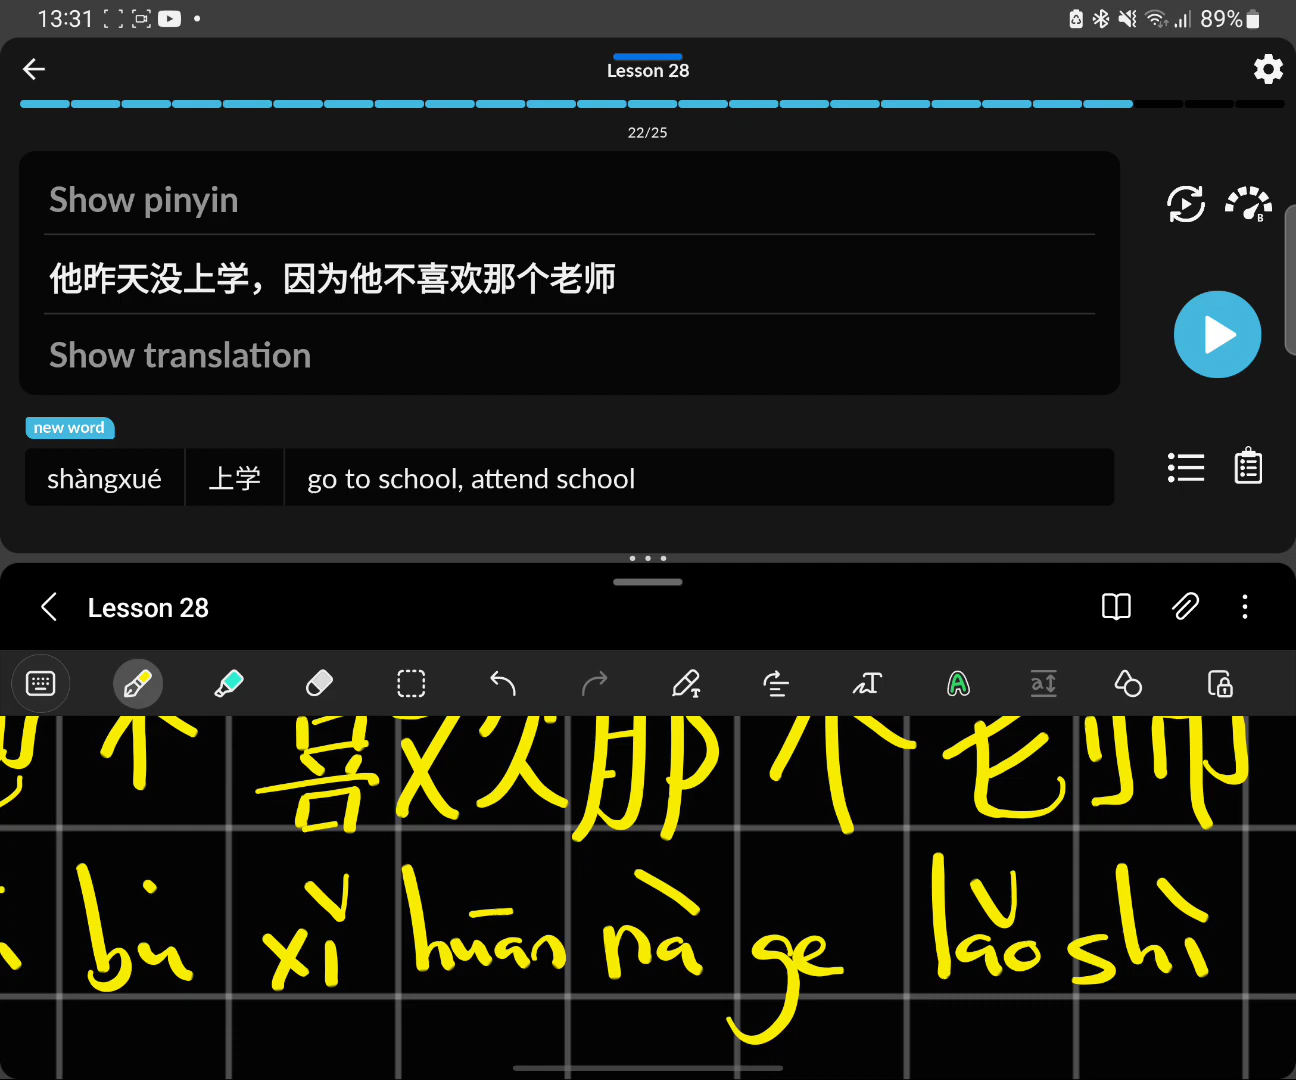 13:31 89%
Lesson 28
22/25
Show pinyin
他昨天没上学，因为他不喜欢那个老师
Show translation
new word
shàngxué 上学 go to school, attend school
Lesson 28
不喜欢那个老师
bu xǐ huān nà ge lǎo shì